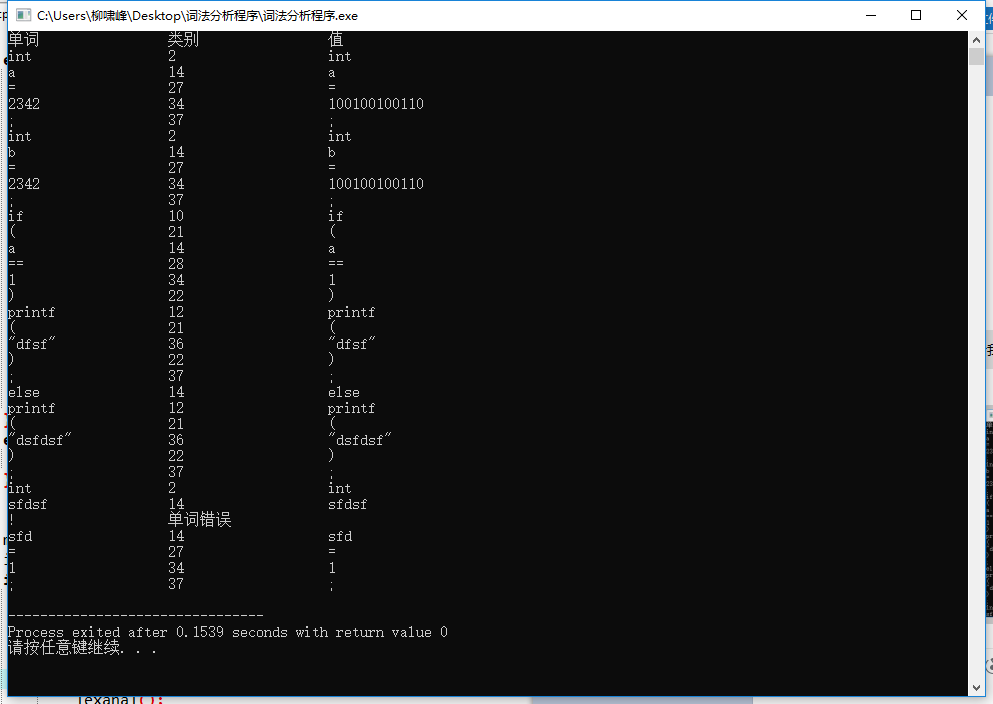 C:\Users\柳啸峰\Desktop\词法分析程序\词法分析程序.exe
单词 类别 值
int 2 int
a 14 a
= 27 =
2342 34 100100100110
; 37 ;
int 2 int
b 14 b
= 27 =
2342 34 100100100110
; 37 ;
if 10 if
( 21 (
a 14 a
== 28 ==
1 34 1
) 22 )
printf 12 printf
( 21 (
"dfsf" 36 "dfsf"
) 22 )
; 37 ;
else 14 else
printf 12 printf
( 21 (
"dsfdsf" 36 "dsfdsf"
) 22 )
; 37 ;
int 2 int
sfdsf 14 sfdsf
! 单词错误
sfd 14 sfd
= 27 =
1 34 1
; 37 ;
--------------------------------
Process exited after 0.1539 seconds with return value 0
请按任意键继续. . .